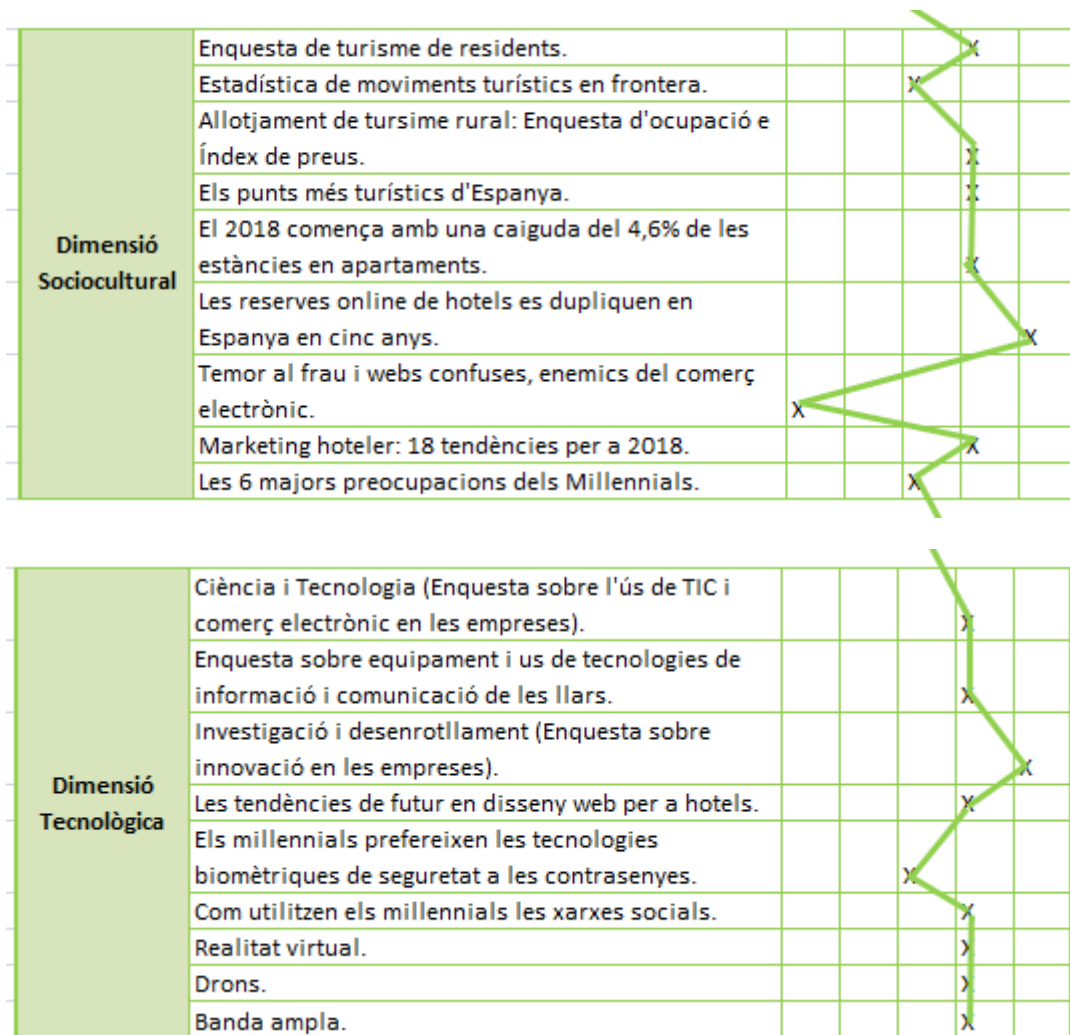 Enquesta de turisme de residents. X
Estadística de moviments turístics en frontera. X
Allotjament de tursime rural: Enquesta d'ocupació e
Índex de preus. X
Els punts més turístics d'Espanya. X
Dimensió
Sociocultural
El 2018 comença amb una caiguda del 4,6% de les
estàncies en apartaments. X
Les reserves online de hotels es dupliquen en
Espanya en cinc anys. X
Temor al frau i webs confuses, enemics del comerç
electrònic. X
Marketing hoteler: 18 tendències per a 2018. X
Les 6 majors preocupacions dels Millennials. X
Ciència i Tecnologia (Enquesta sobre l'ús de TIC i
comerç electrònic en les empreses). X
Enquesta sobre equipament i us de tecnologies de
informació i comunicació de les llars. X
Investigació i desenrotllament (Enquesta sobre
innovació en les empreses). X
Dimensió
Tecnològica
Les tendències de futur en disseny web per a hotels. X
Els millennials prefereixen les tecnologies
biomètriques de seguretat a les contrasenyes. X
Com utilitzen els millennials les xarxes socials. X
Realitat virtual. X
Drons. X
Banda ampla. X